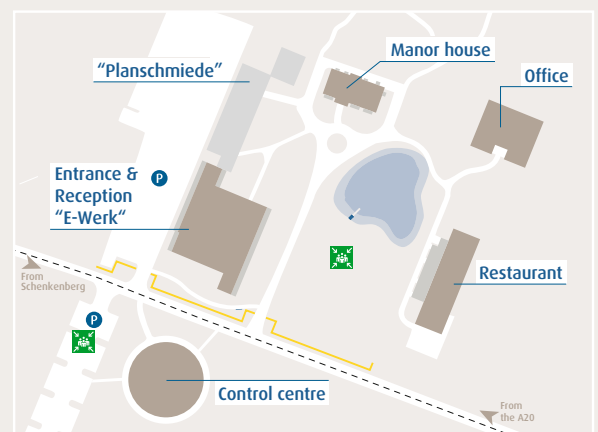 Manor house
"Planschmiede"
Office
Entrance &
Reception
"E-Werk“
P
From
Schenkenberg
Restaurant
P
Control centre
From
the A20